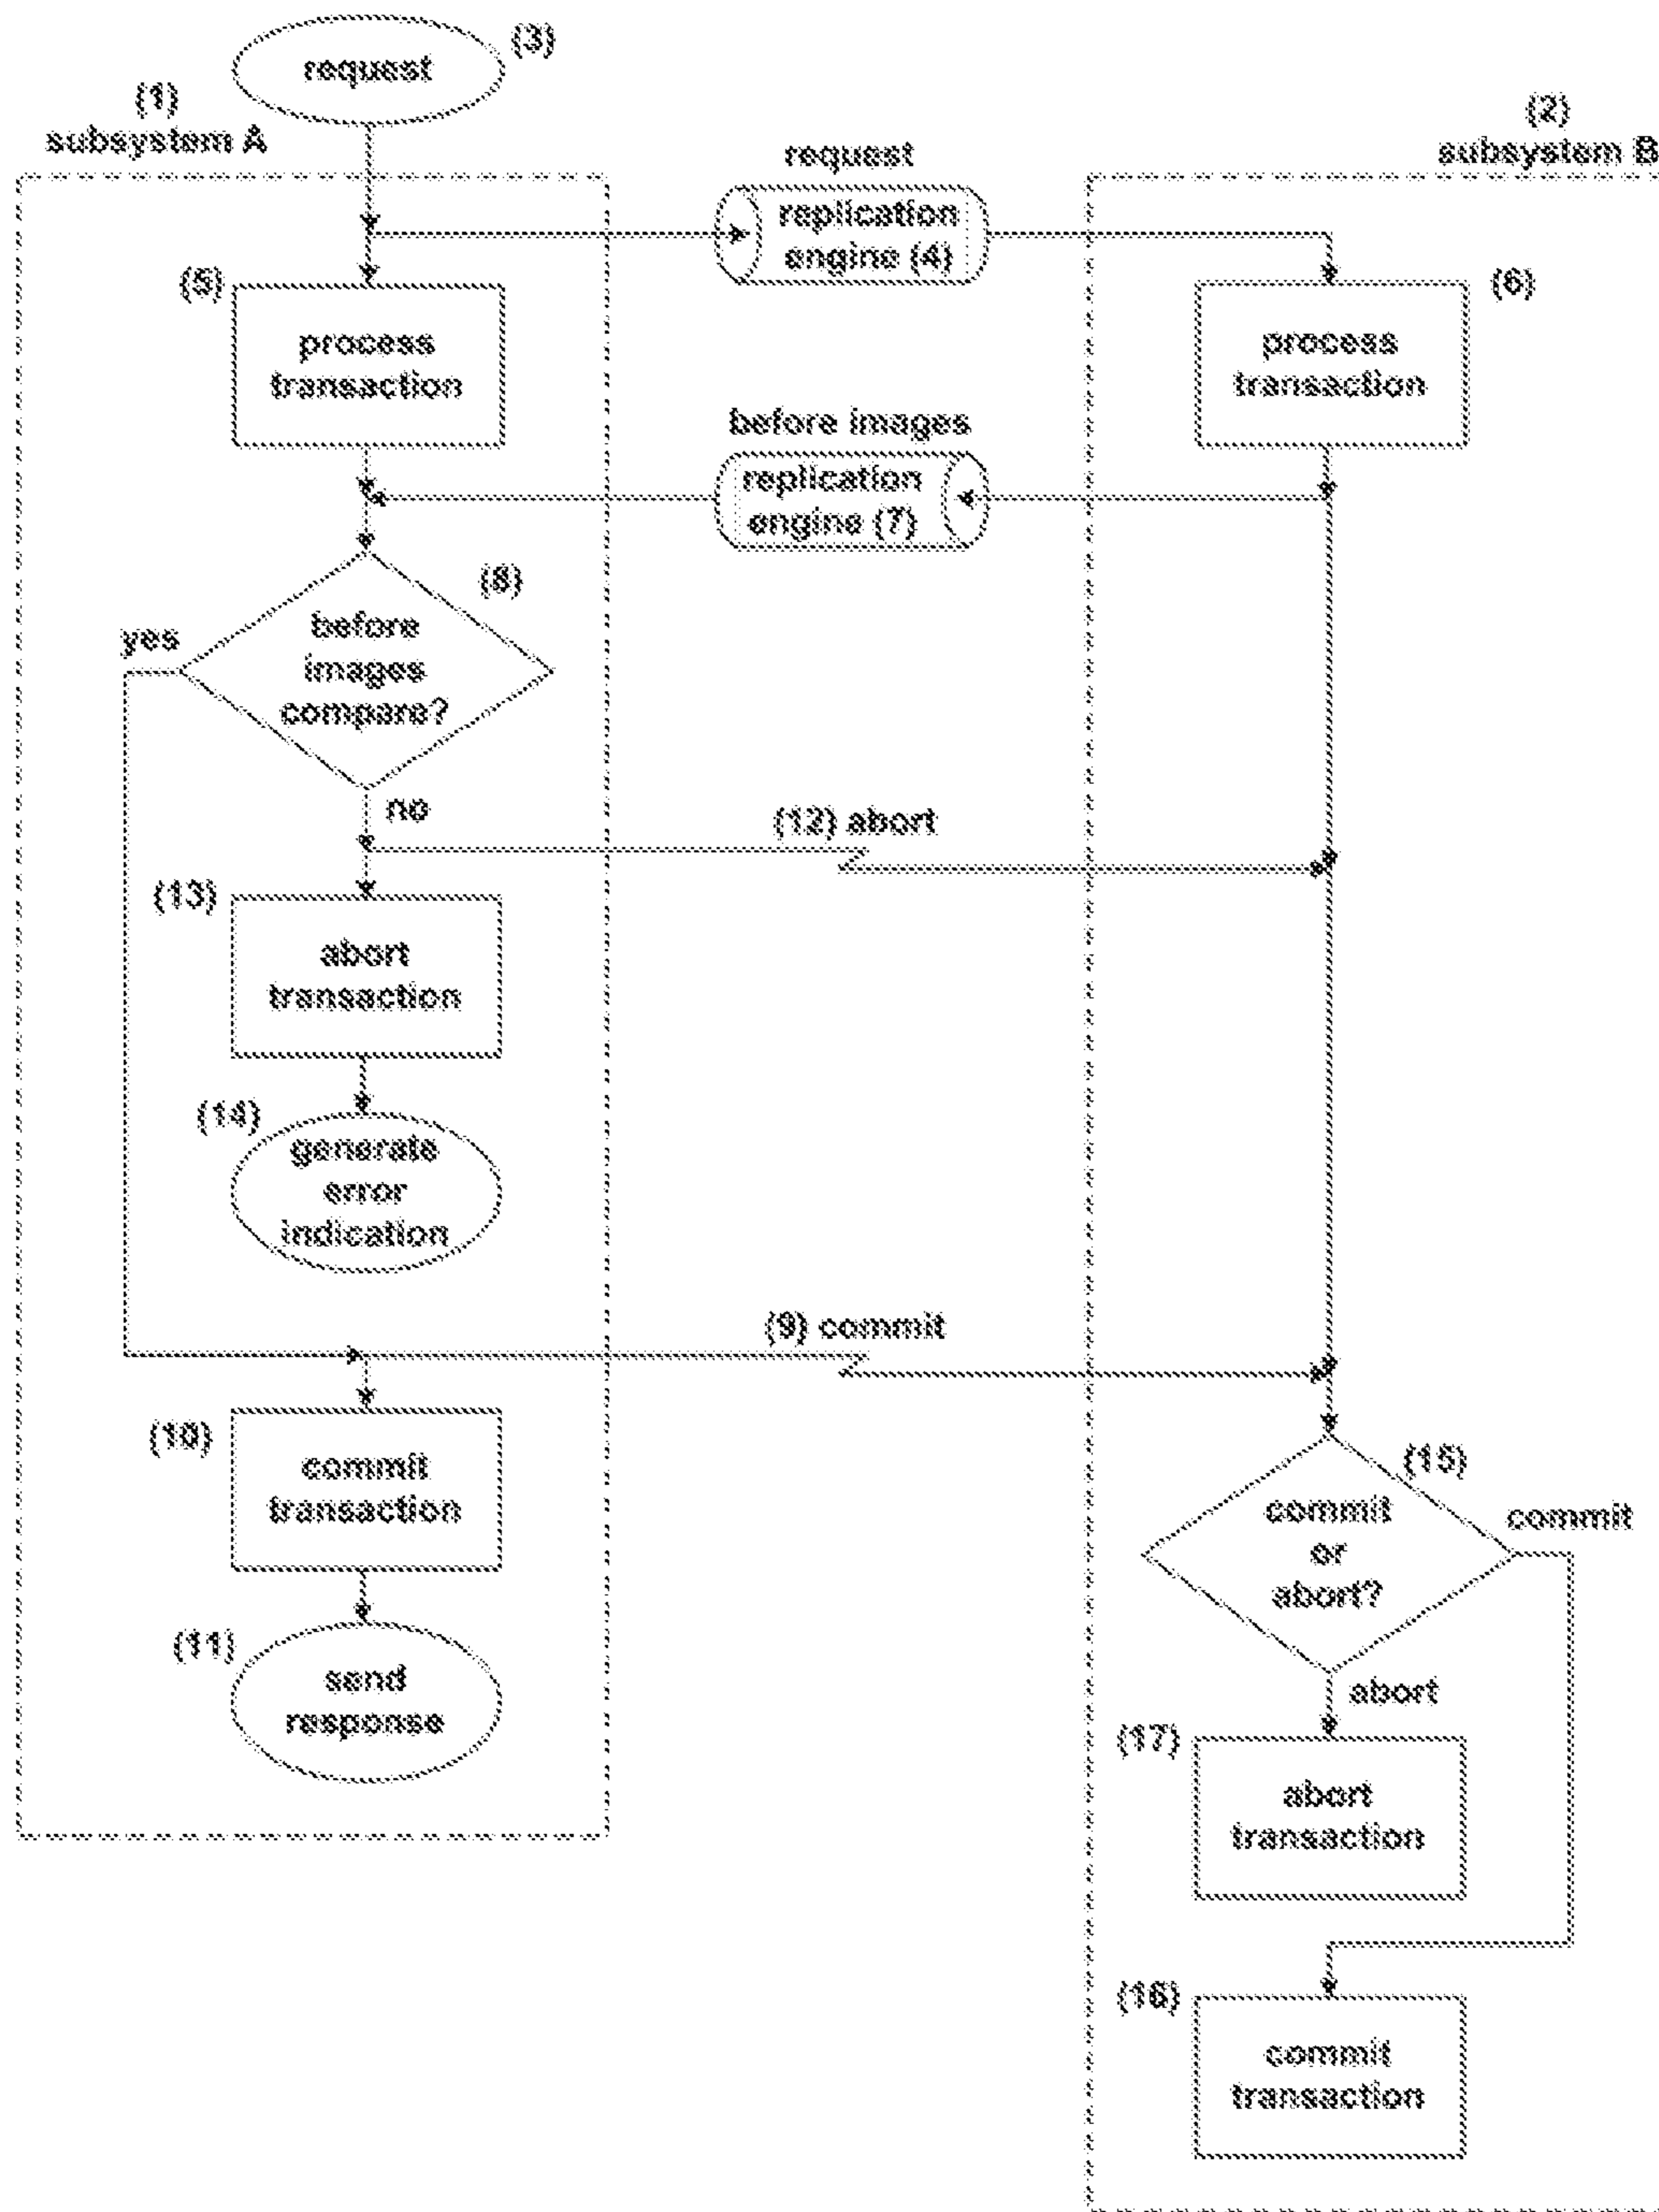 request
(3)
(1)
subsystem A
(2)
subsystem B
request
replication
engine (4)
(5)
process
transaction
(6)
process
transaction
before images
replication
engine (7)
(8)
before
images
compare?
yes
no
(12) abort
(13)
abort
transaction
(14)
generate
error
indication
(9) commit
(10)
commit
transaction
(11)
send
response
(15)
commit
or
abort?
commit
abort
(17)
abort
transaction
(16)
commit
transaction